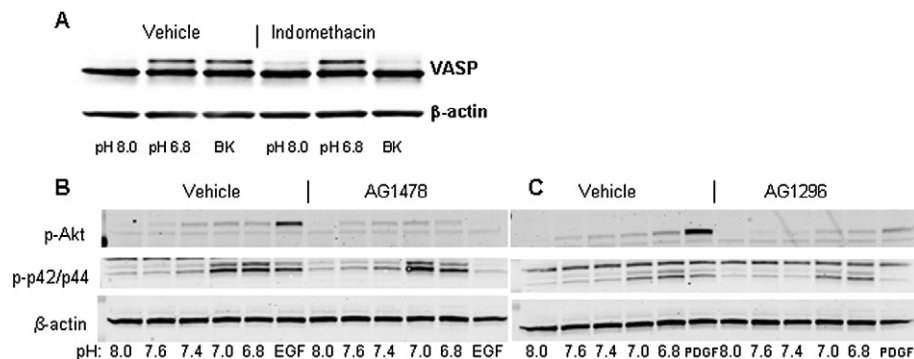 A
Vehicle | Indomethacin
VASP
β-actin
pH 8.0 pH 6.8 BK pH 8.0 pH 6.8 BK
B Vehicle | AG1478
C Vehicle | AG1296
p-Akt
p-p42/p44
β-actin
pH: 8.0 7.6 7.4 7.0 6.8 EGF 8.0 7.6 7.4 7.0 6.8 EGF
8.0 7.6 7.4 7.0 6.8 PDGF 8.0 7.6 7.4 7.0 6.8 PDGF